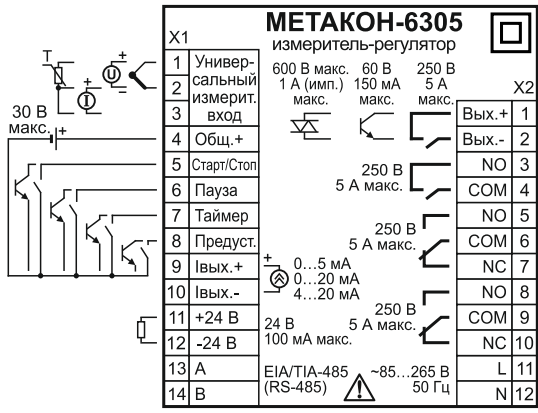 МЕТАКОН-6305
измеритель-регулятор
X1
1 Универ-
сальный
2
измерит.
3 вход
4 Общ.+
5 Старт/Стоп
6 Пауза
7 Таймер
8 Предуст.
9 Iвых.+
10 Iвых.-
11 +24 В
12 -24 В
13 A
14 B
T
U
I
+
-
+
30 В
макс.
+
600 В макс.
1 А (имп.)
макс.
60 В
150 мА
макс.
250 В
5 А
макс.
250 В
5 А макс.
250 В
5 А макс.
250 В
5 А макс.
+
0...5 мА
0...20 мА
4...20 мА
24 В
100 мА макс.
EIA/TIA-485
(RS-485)
~85...265 В
50 Гц
X2
Вых.+ 1
Вых.- 2
NO 3
COM 4
NO 5
COM 6
NC 7
NO 8
COM 9
NC 10
L 11
N 12